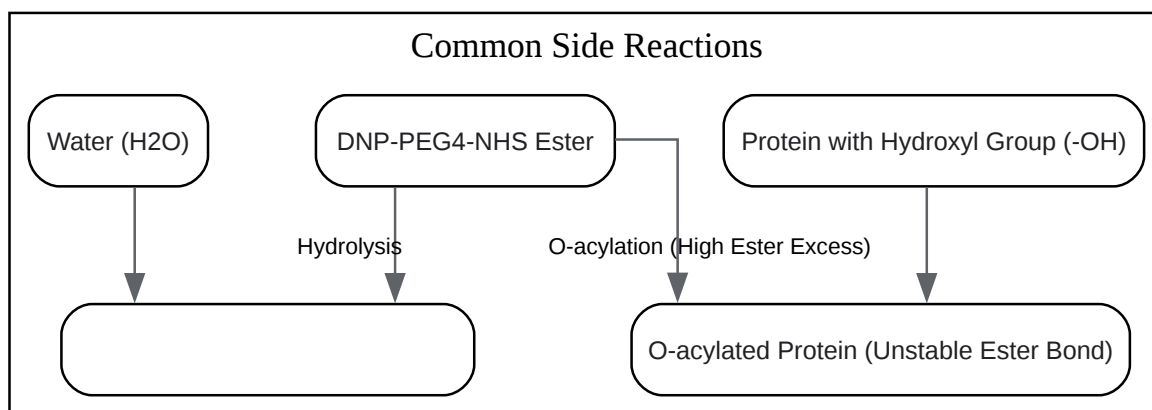 Common Side Reactions
Water (H2O)
DNP-PEG4-NHS Ester
Protein with Hydroxyl Group (-OH)
Hydrolysis
O-acylation (High Ester Excess)
O-acylated Protein (Unstable Ester Bond)